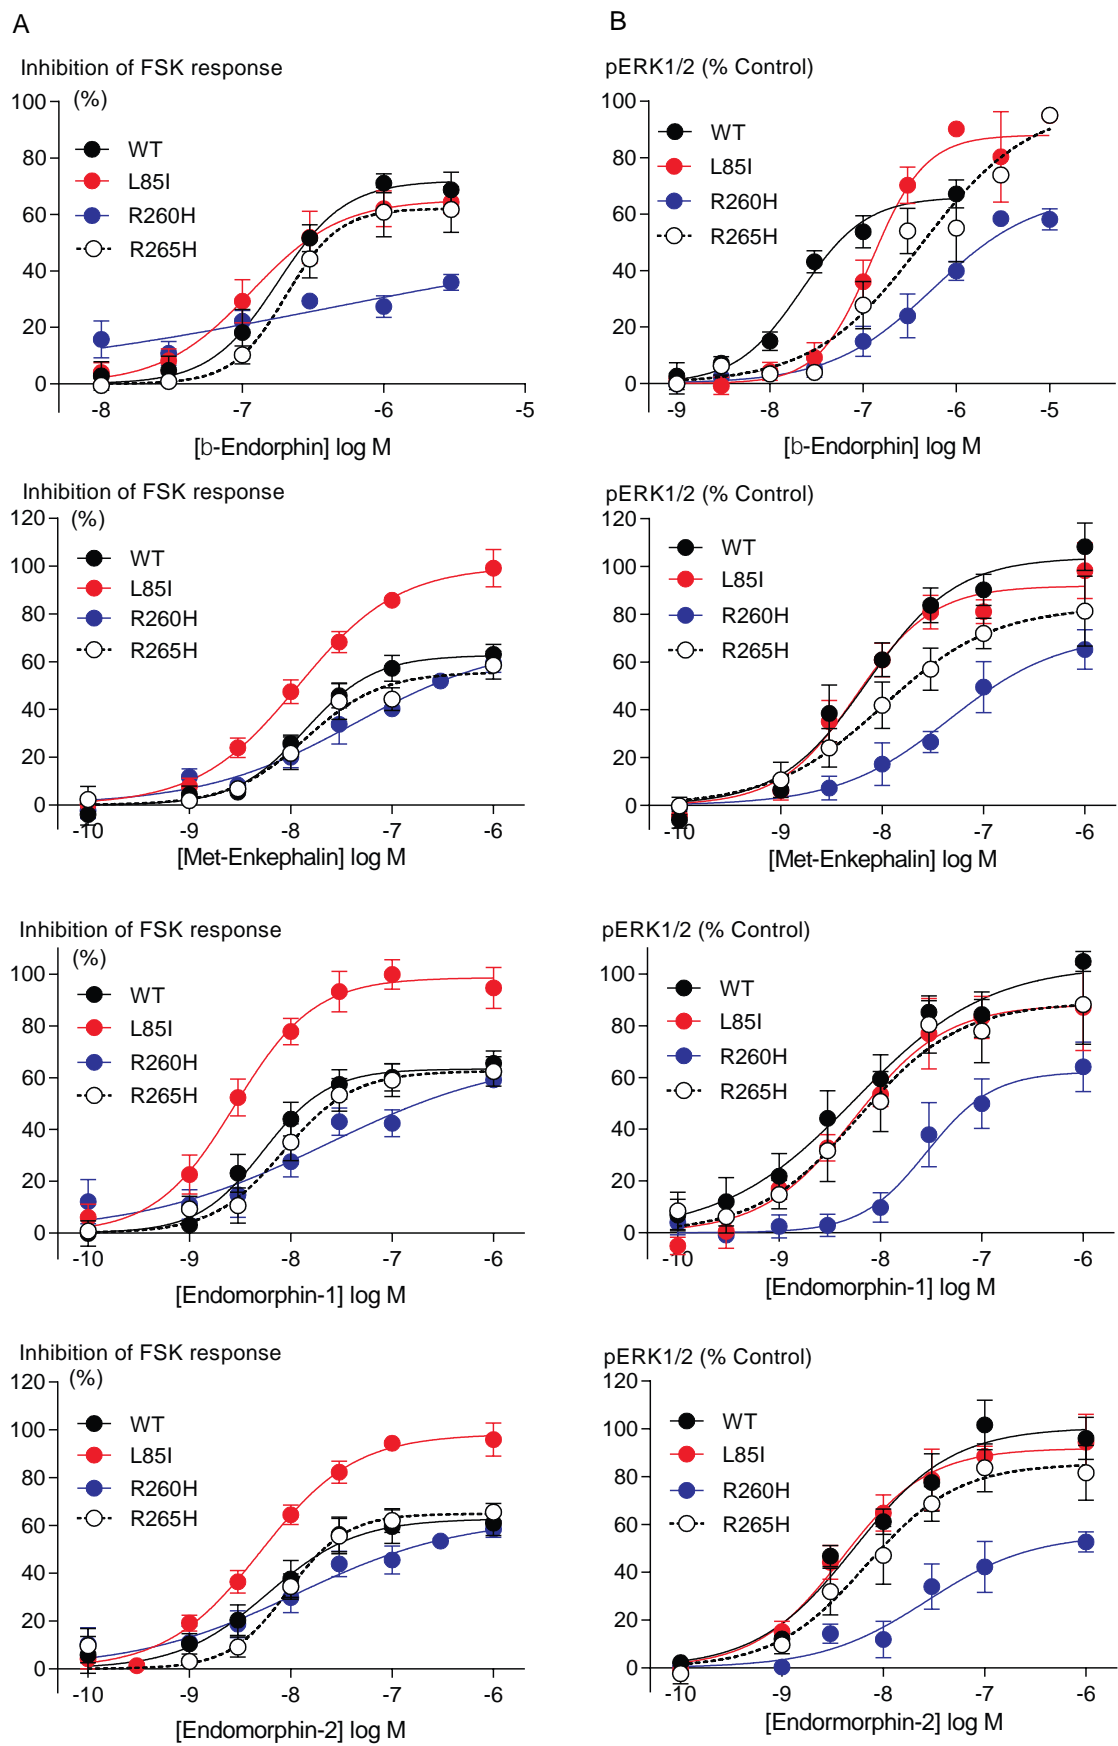 A
Inhibition of FSK response
(%)
100
80
60
40
20
0
WT
L85I
R260H
R265H
-8 -7 -6 -5
[b-Endorphin] log M
B
pERK1/2 (% Control)
100
80
60
40
20
0
WT
L85I
R260H
R265H
-9 -8 -7 -6 -5
[b-Endorphin] log M
Inhibition of FSK response
(%)
120
100
80
60
40
20
0
WT
L85I
R260H
R265H
-10 -9 -8 -7 -6
[Met-Enkephalin] log M
pERK1/2 (% Control)
120
100
80
60
40
20
0
WT
L85I
R260H
R265H
-10 -9 -8 -7 -6
[Met-Enkephalin] log M
Inhibition of FSK response
(%)
100
80
60
40
20
0
WT
L85I
R260H
R265H
-10 -9 -8 -7 -6
[Endomorphin-1] log M
pERK1/2 (% Control)
100
80
60
40
20
0
WT
L85I
R260H
R265H
-10 -9 -8 -7 -6
[Endomorphin-1] log M
Inhibition of FSK response
(%)
120
100
80
60
40
20
0
WT
L85I
R260H
R265H
-10 -9 -8 -7 -6
[Endomorphin-2] log M
pERK1/2 (% Control)
120
100
80
60
40
20
0
WT
L85I
R260H
R265H
-10 -9 -8 -7 -6
[Endormorphin-2] log M